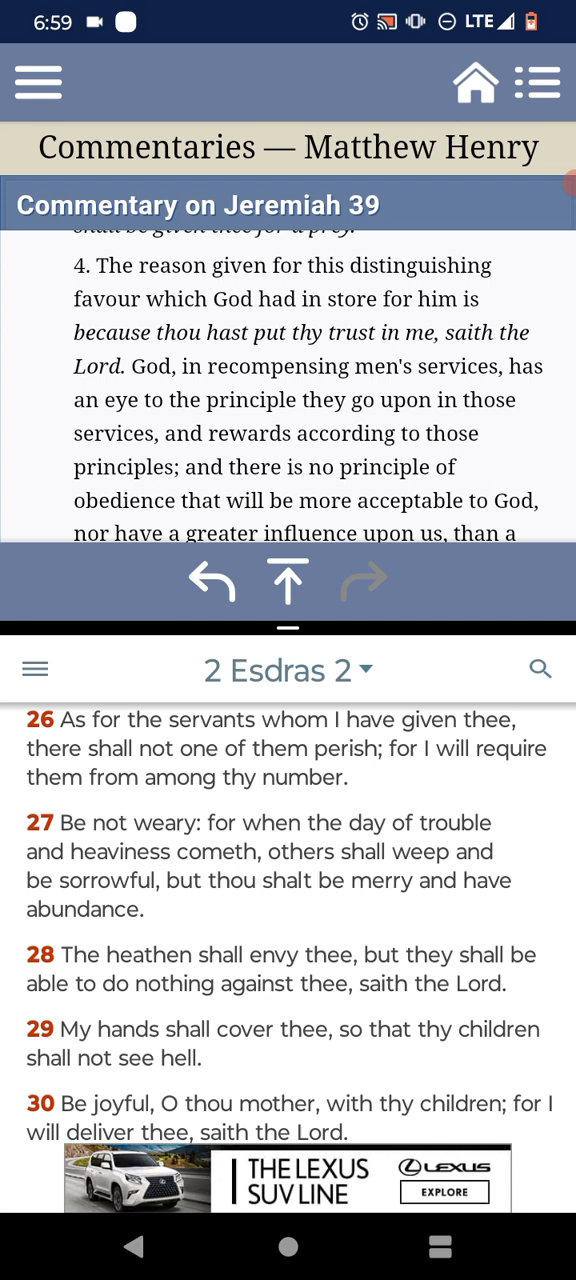 6:59 LTE
Commentaries — Matthew Henry
Commentary on Jeremiah 39
shall be given thee for a prey.
4. The reason given for this distinguishing
favour which God had in store for him is
because thou hast put thy trust in me, saith the
Lord. God, in recompensing men's services, has
an eye to the principle they go upon in those
services, and rewards according to those
principles; and there is no principle of
obedience that will be more acceptable to God,
nor have a greater influence upon us, than a
2 Esdras 2
26 As for the servants whom I have given thee,
there shall not one of them perish; for I will require
them from among thy number.
27 Be not weary: for when the day of trouble
and heaviness cometh, others shall weep and
be sorrowful, but thou shalt be merry and have
abundance.
28 The heathen shall envy thee, but they shall be
able to do nothing against thee, saith the Lord.
29 My hands shall cover thee, so that thy children
shall not see hell.
30 Be joyful, O thou mother, with thy children; for I
will deliver thee, saith the Lord.
THE LEXUS
SUV LINE
LEXUS
EXPLORE